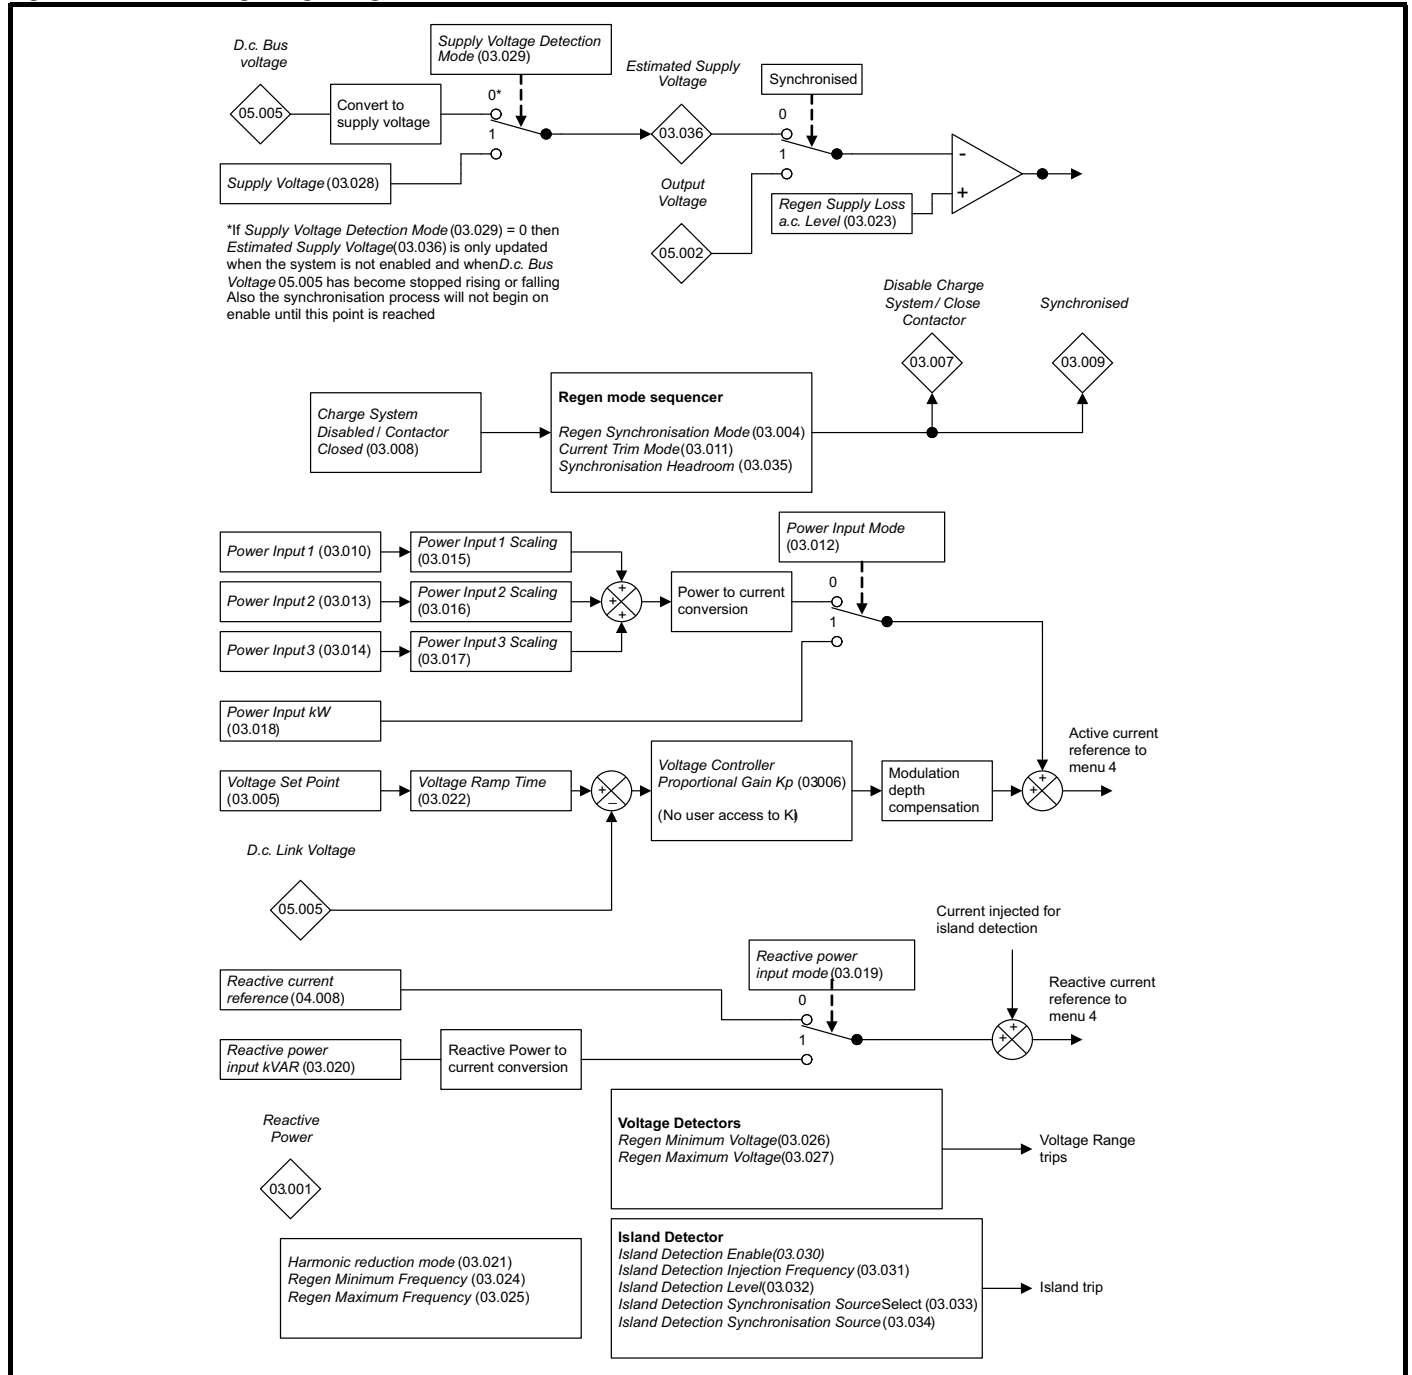 D.c. Bus
voltage
05.005
Convert to
supply voltage
Supply Voltage Detection
Mode (03.029)
0*
1
Supply Voltage (03.028)
Estimated Supply
Voltage
03.036
Synchronised
0
1
Output
Voltage
05.002
-
+
Regen Supply Loss
a.c. Level (03.023)
*If Supply Voltage Detection Mode (03.029) = 0 then
Estimated Supply Voltage(03.036) is only updated
when the system is not enabled and whenD.c. Bus
Voltage 05.005 has become stopped rising or falling
Also the synchronisation process will not begin on
enable until this point is reached
Disable Charge
System / Close
Contactor
03.007
Synchronised
03.009
Charge System
Disabled / Contactor
Closed (03.008)
Regen mode sequencer
Regen Synchronisation Mode (03.004)
Current Trim Mode(03.011)
Synchronisation Headroom (03.035)
Power Input 1 (03.010)
Power Input 1 Scaling
(03.015)
Power Input 2 (03.013)
Power Input 2 Scaling
(03.016)
Power Input 3 (03.014)
Power Input 3 Scaling
(03.017)
+
+
+
Power to current
conversion
Power Input Mode
(03.012)
0
1
Power Input kW
(03.018)
Voltage Set Point
(03.005)
Voltage Ramp Time
(03.022)
+
–
Voltage Controller
Proportional Gain Kp (03006)
(No user access to Ki)
Modulation
depth
compensation
+
+
Active current
reference to
menu 4
D.c. Link Voltage
05.005
Current injected for
island detection
Reactive current
reference (04.008)
Reactive power
input mode (03.019)
0
1
Reactive power
input kVAR (03.020)
Reactive Power to
current conversion
+
+
Reactive current
reference to
menu 4
Reactive
Power
03.001
Voltage Detectors
Regen Minimum Voltage(03.026)
Regen Maximum Voltage(03.027)
Voltage Range
trips
Harmonic reduction mode (03.021)
Regen Minimum Frequency (03.024)
Regen Maximum Frequency (03.025)
Island Detector
Island Detection Enable(03.030)
Island Detection Injection Frequency (03.031)
Island Detection Level(03.032)
Island Detection Synchronisation SourceSelect (03.033)
Island Detection Synchronisation Source (03.034)
Island trip